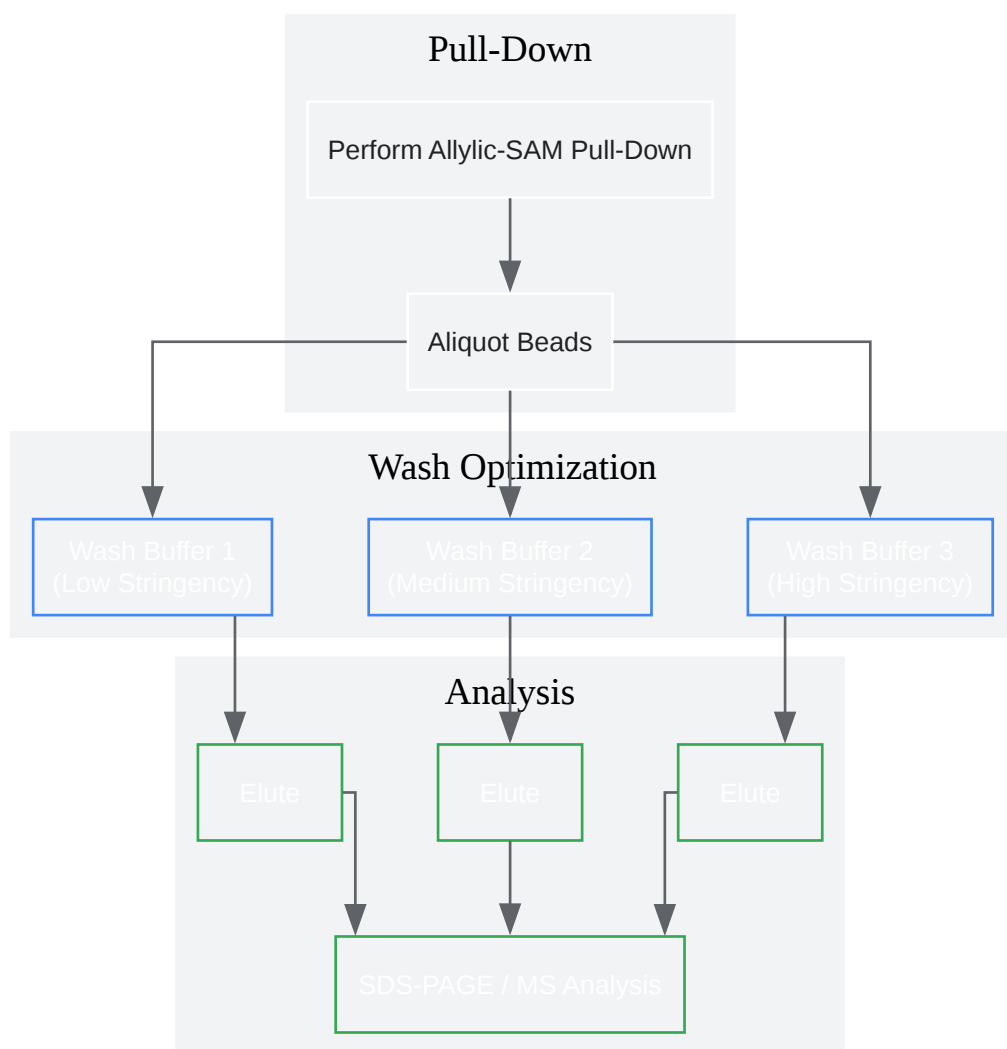 Pull-Down
Perform Allylic-SAM Pull-Down
Aliquot Beads
Wash Optimization
Wash Buffer 1
(Low Stringency)
Wash Buffer 2
(Medium Stringency)
Wash Buffer 3
(High Stringency)
Analysis
Elute
Elute
Elute
SDS-PAGE / MS Analysis